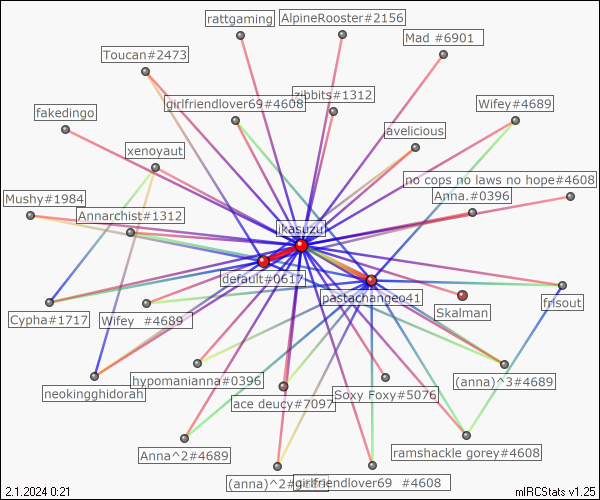 rattgaming
AlpineRooster#2156
Mad #6901
Toucan#2473
zibbits#1312
girlfriendlover69#4608
Wifey#4689
fakedingo
avelicious
xenoyaut
no cops no laws no hope#4608
Anna.#0396
Mushy#1984
Annarchist#1312
ikasuzu
default#0617
pastachangeo41
frisout
Skalman
Cypha#1717
Wifey #4689
hypomanianna#0396
(anna)^3#4689
neokingghidorah
Soxy Foxy#5076
ace deucy#7097
Anna^2#4689
ramshackle gorey#4608
(anna)^2
girlfriendlover69 #4608
2.1.2024 0:21
mIRCStats v1.25